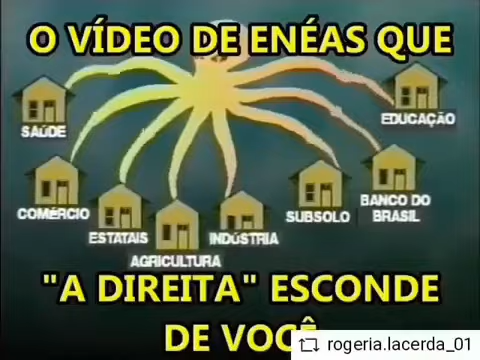 O VÍDEO DE ENÉAS QUE
SAÚDE
EDUCAÇÃO
COMÉRCIO
ESTATAIS
AGRICULTURA
INDÚSTRIA
SUBSOLO
BANCO DO
BRASIL
"A DIREITA" ESCONDE
DE VOCÊ
rogeria.lacerda_01